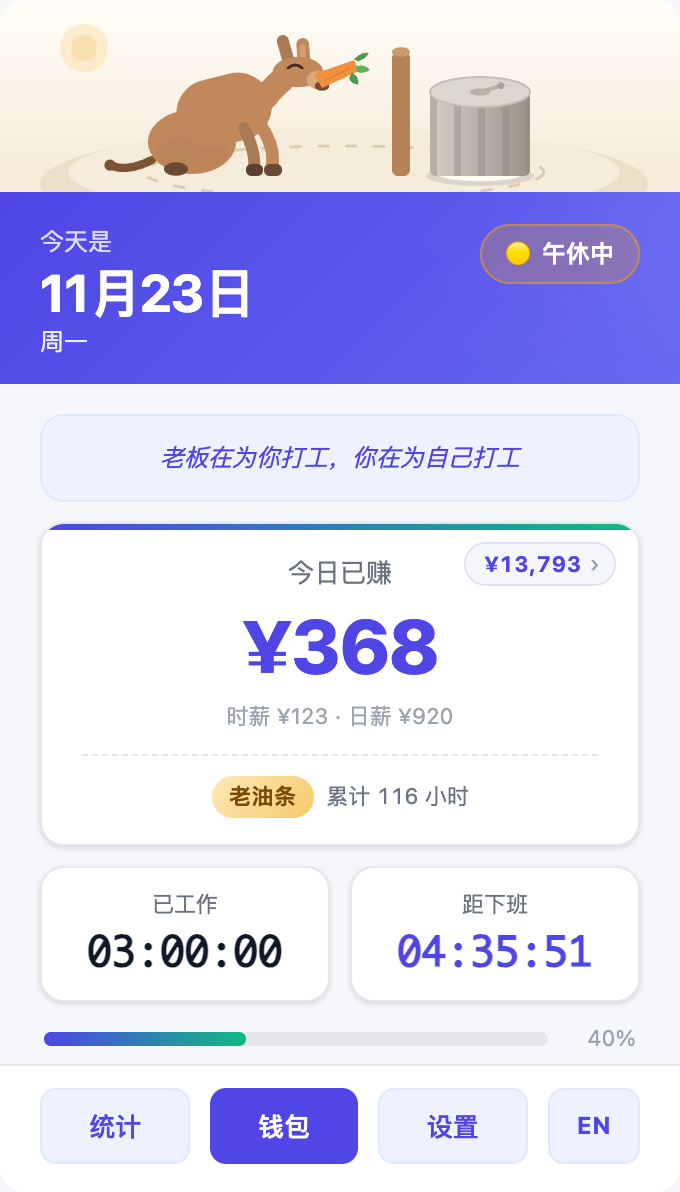 今天是
11月23日
周一
午休中
老板在为你打工，你在为自己打工
今日已赚
¥13,793 ›
¥368
时薪 ¥123 · 日薪 ¥920
老油条 累计 116 小时
已工作
03:00:00
距下班
04:35:51
40%
统计
钱包
设置
EN